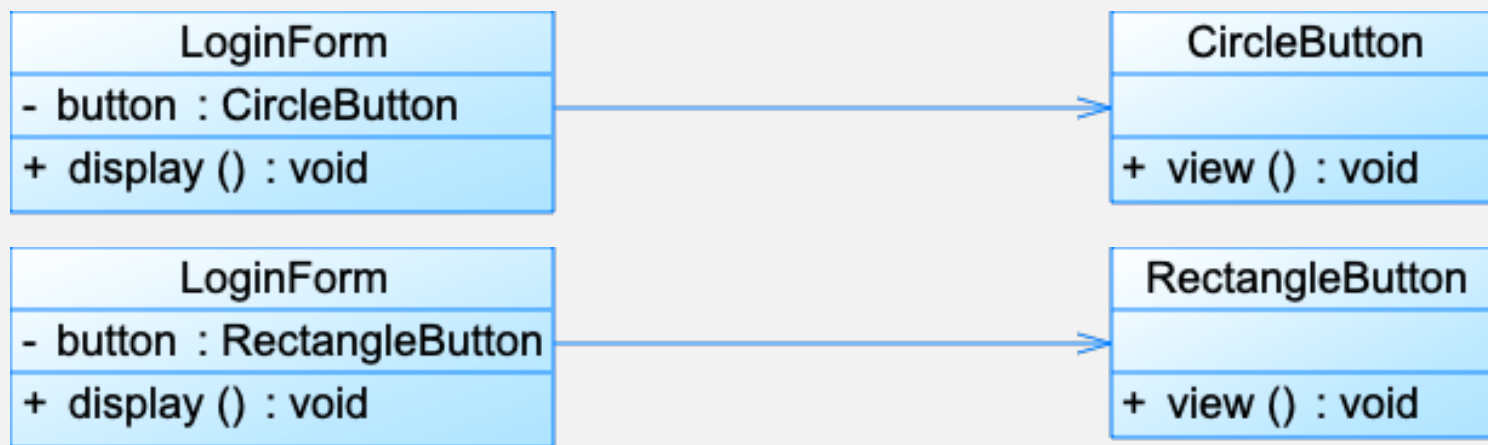 LoginForm
- button : CircleButton
+ display () : void
CircleButton
+ view () : void
LoginForm
- button : RectangleButton
+ display () : void
RectangleButton
+ view () : void